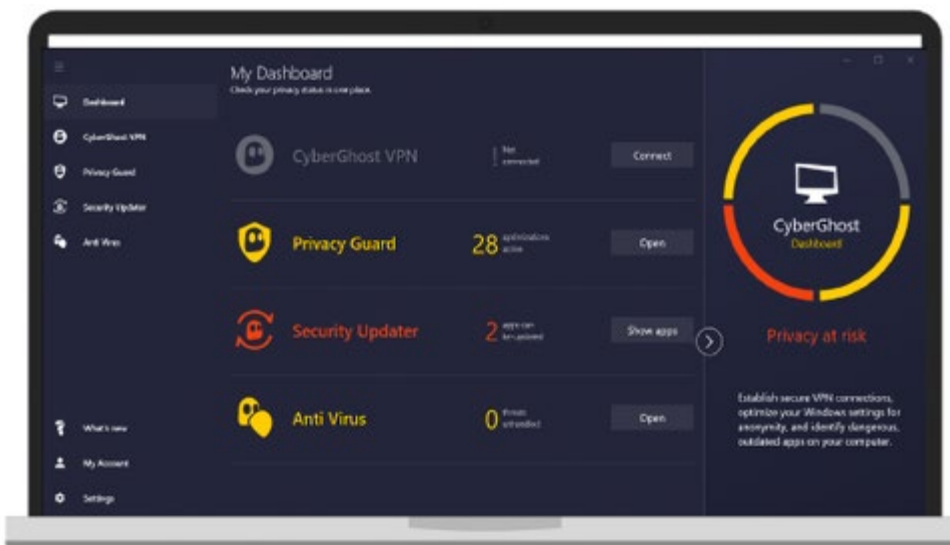 My Dashboard
Check your privacy status in one place.
Dashboard
CyberGhost VPN
Privacy Guard
Security Updater
Anti Virus
What's new
My Account
Settings
CyberGhost VPN
Not
connected
Connect
Privacy Guard
28
optimizations
active
Open
Security Updater
2
apps can
be updated
Show apps
Anti Virus
0
threats
unhandled
Open
CyberGhost
Dashboard
Privacy at risk
Establish secure VPN connections,
optimize your Windows settings for
anonymity, and identify dangerous,
outdated apps on your computer.